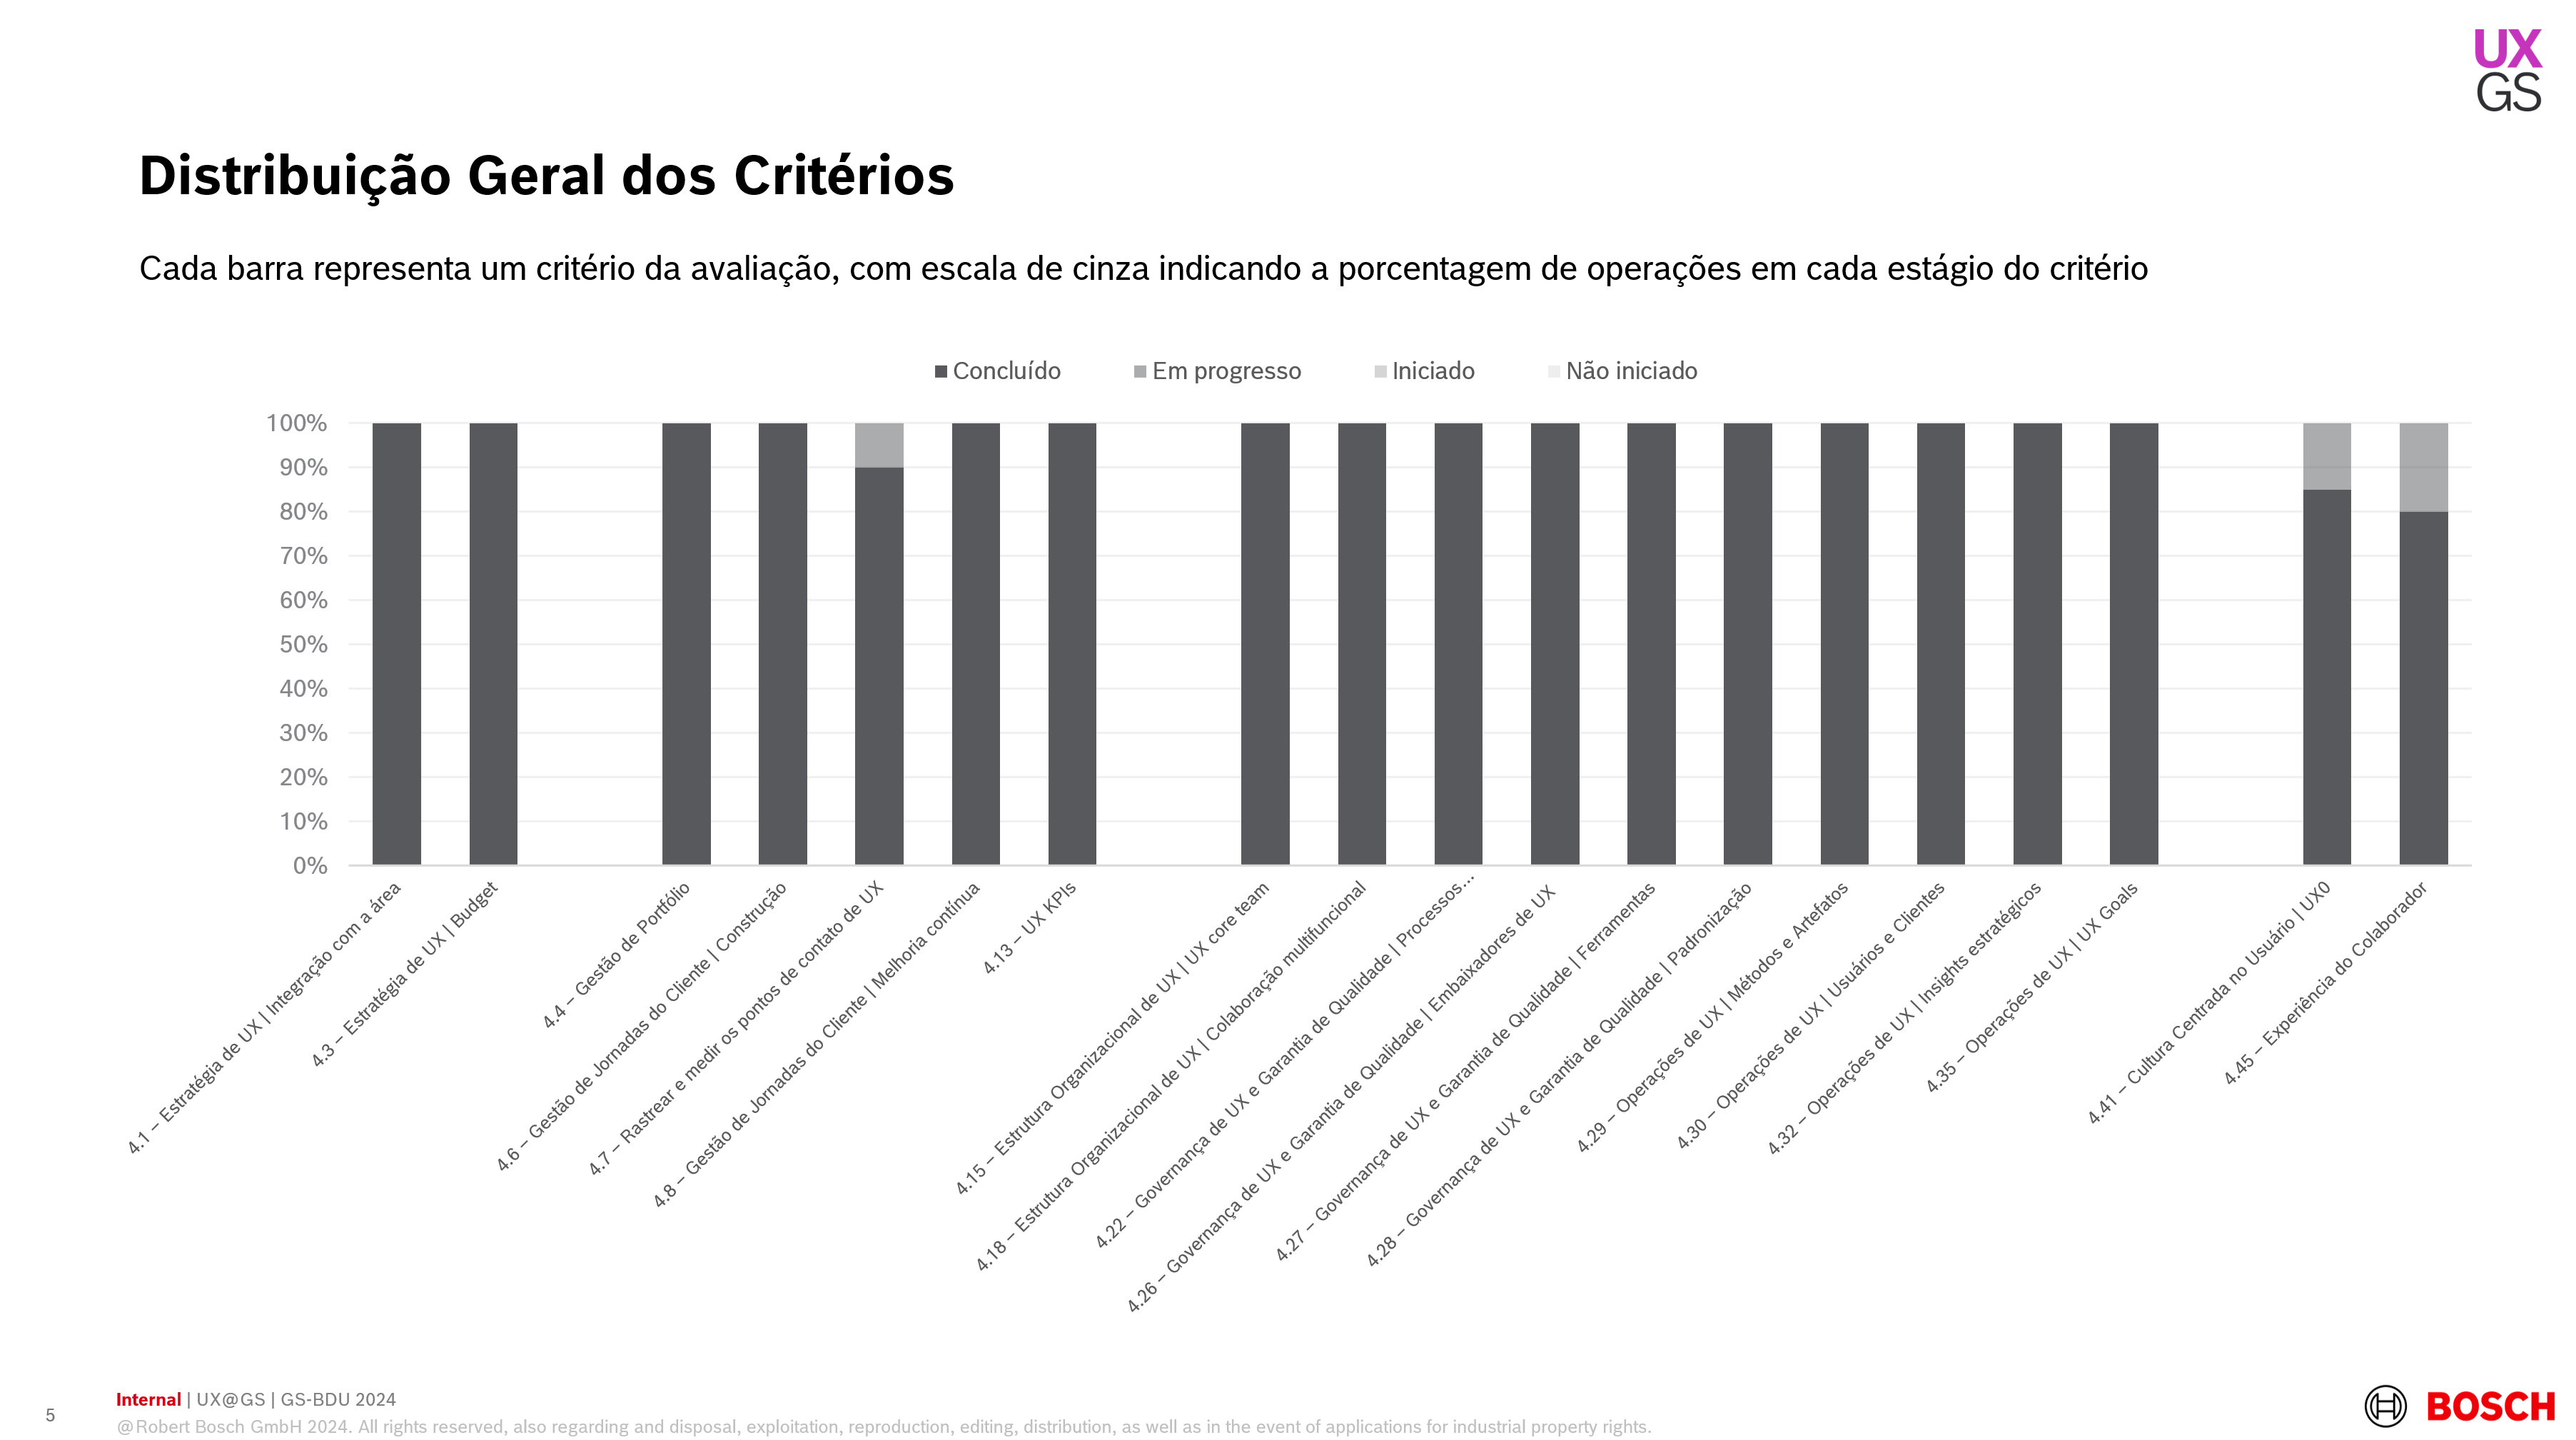 UX
GS
Distribuição Geral dos Critérios
Cada barra representa um critério da avaliação, com escala de cinza indicando a porcentagem de operações em cada estágio do critério
Concluído Em progresso Iniciado Não iniciado
100%
90%
80%
70%
60%
50%
40%
30%
20%
10%
0%
4.1 – Estratégia de UX | Integração com a área
4.3 – Estratégia de UX | Budget
4.4 – Gestão de Portfólio
4.6 – Gestão de Jornadas do Cliente | Construção
4.7 – Rastrear e medir os pontos de contato de UX
4.8 – Gestão de Jornadas do Cliente | Melhoria contínua
4.13 – UX KPIs
4.15 – Estrutura Organizacional de UX | UX core team
4.18 – Estrutura Organizacional de UX | Colaboração multifuncional
4.22 – Governança de UX e Garantia de Qualidade | Processos…
4.26 – Governança de UX e Garantia de Qualidade | Embaixadores de UX
4.27 – Governança de UX e Garantia de Qualidade | Ferramentas
4.28 – Governança de UX e Garantia de Qualidade | Padronização
4.29 – Operações de UX | Métodos e Artefatos
4.30 – Operações de UX | Usuários e Clientes
4.32 – Operações de UX | Insights estratégicos
4.35 – Operações de UX | UX Goals
4.41 – Cultura Centrada no Usuário | UX0
4.45 – Experiência do Colaborador
5
Internal | UX@GS | GS-BDU 2024
@Robert Bosch GmbH 2024. All rights reserved, also regarding and disposal, exploitation, reproduction, editing, distribution, as well as in the event of applications for industrial property rights.
BOSCH